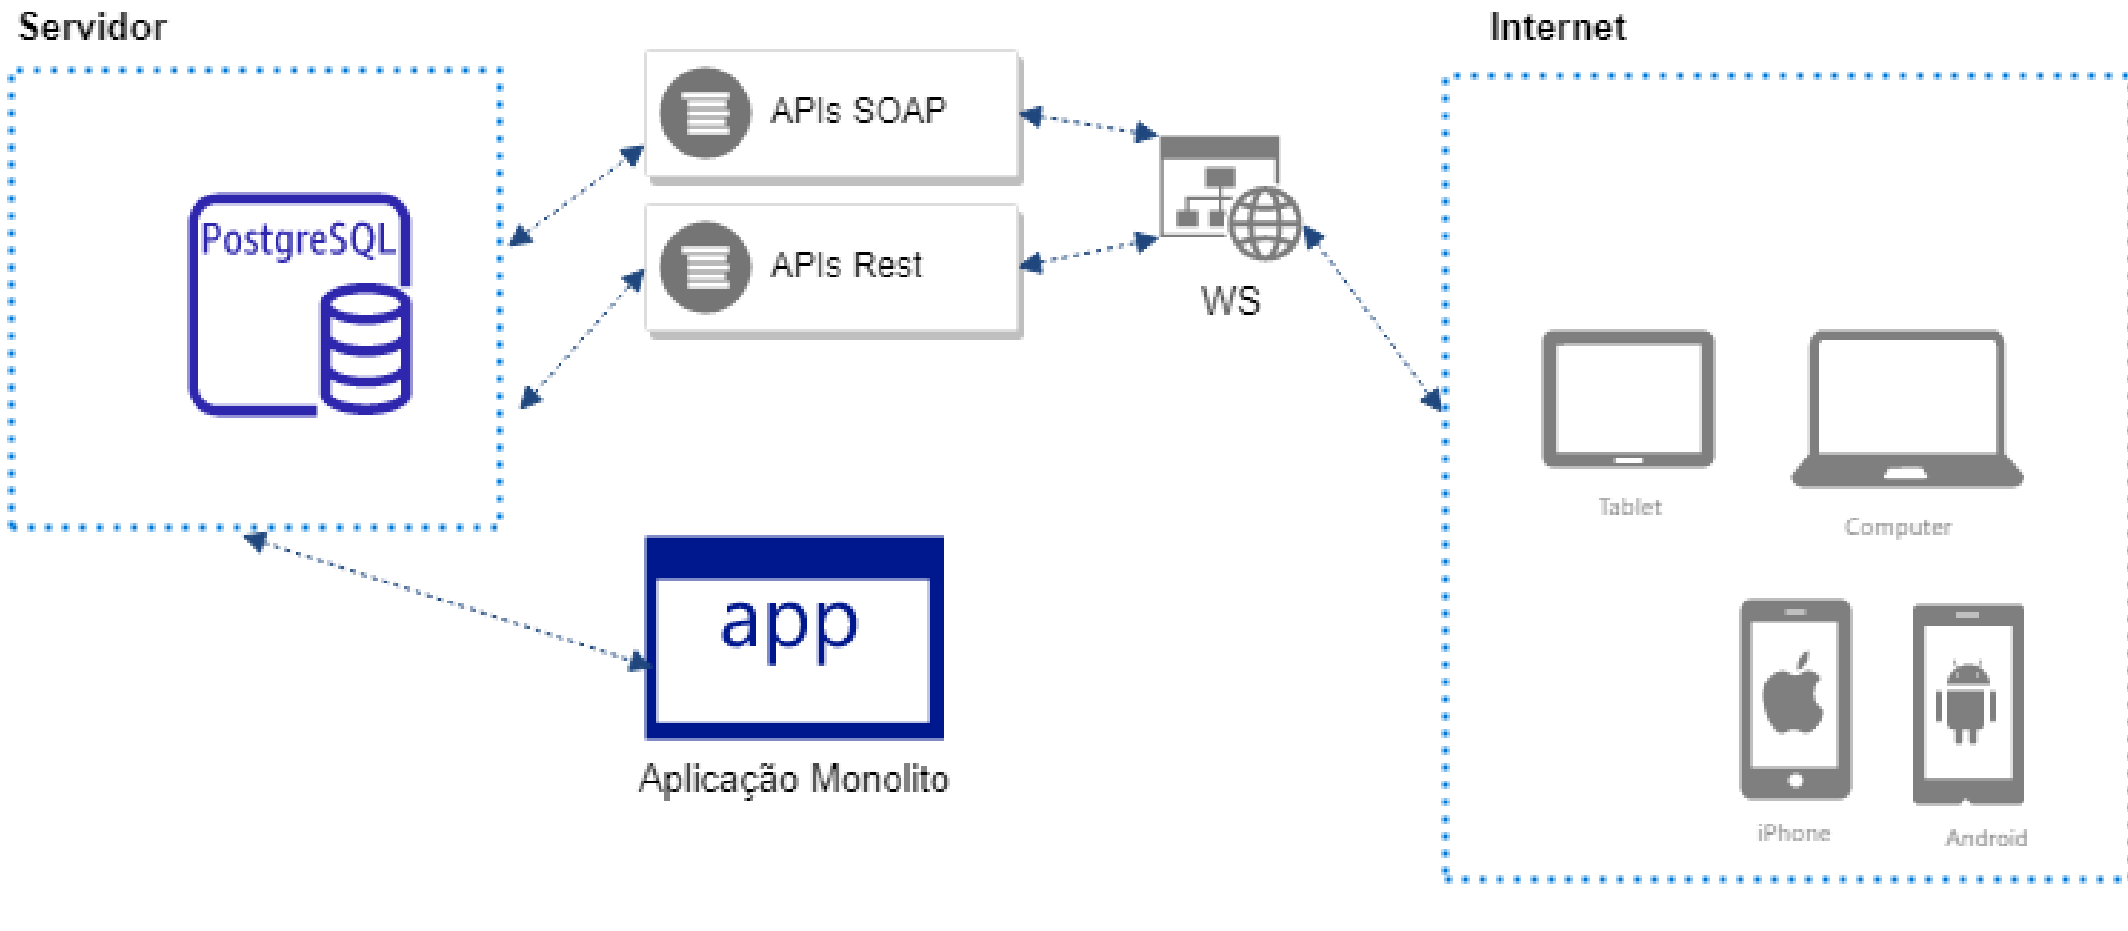 Servidor
Internet
APIs SOAP
PostgreSQL
APIs Rest
WS
Tablet
Computer
app
Aplicação Monolito
iPhone
Android